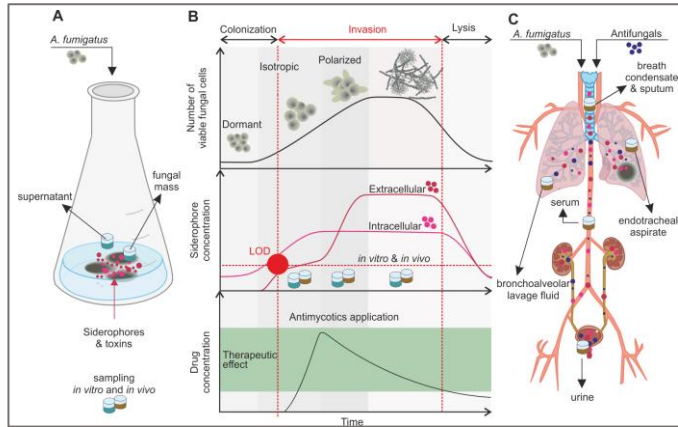 A
A. fumigatus
supernatant
fungal
mass
Siderophores
& toxins
sampling
in vitro and in vivo
B
Colonization
Invasion
Lysis
Number of
viable fungal cells
Dormant
Isotropic
Polarized
Siderophore
concentration
LOD
Extracellular
Intracellular
in vitro & in vivo
Drug
concentration
Antimycotics application
Therapeutic
effect
Time
C
A. fumigatus
Antifungals
breath
condensate
& sputum
serum
endotracheal
aspirate
bronchoalveolar
lavage fluid
urine